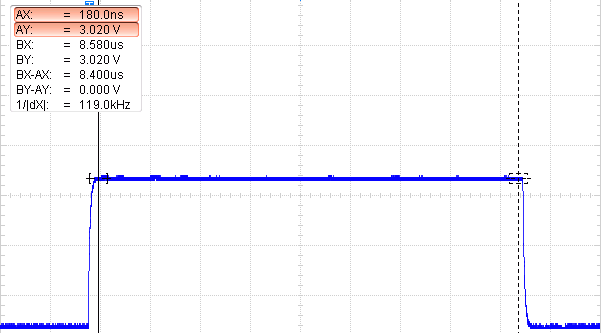 AX: = 180.0ns
AY: = 3.020 V
BX: = 8.580us
BY: = 3.020 V
BX-AX: = 8.400us
BY-AY: = 0.000 V
1/|dX|: = 119.0kHz